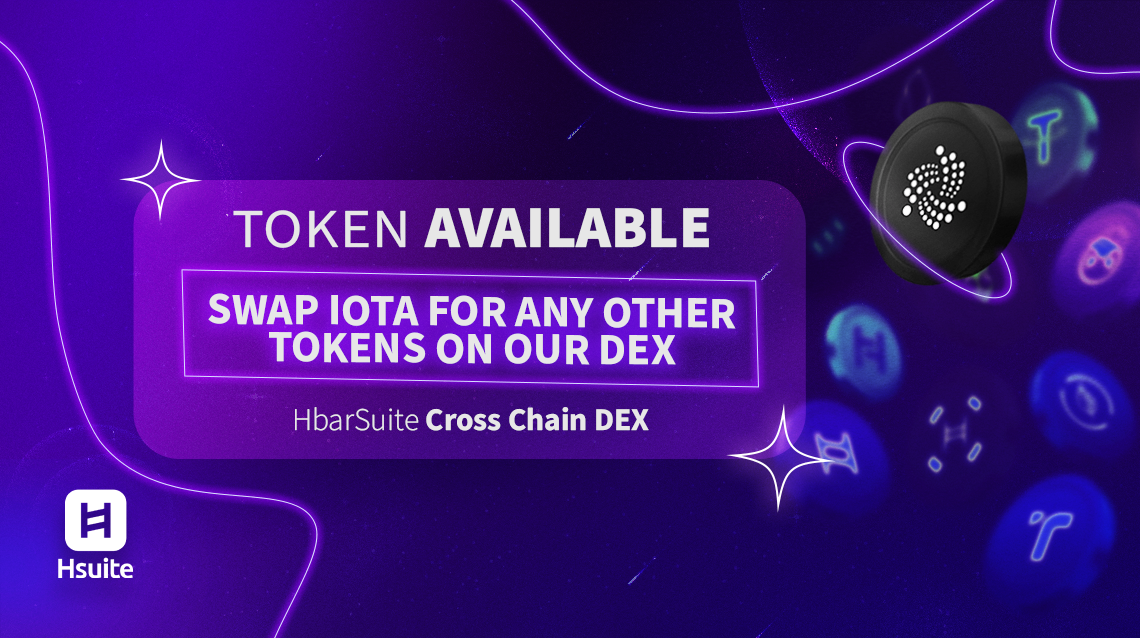 TOKEN AVAILABLE
SWAP IOTA FOR ANY OTHER
TOKENS ON OUR DEX
HbarSuite Cross Chain DEX
Hsuite